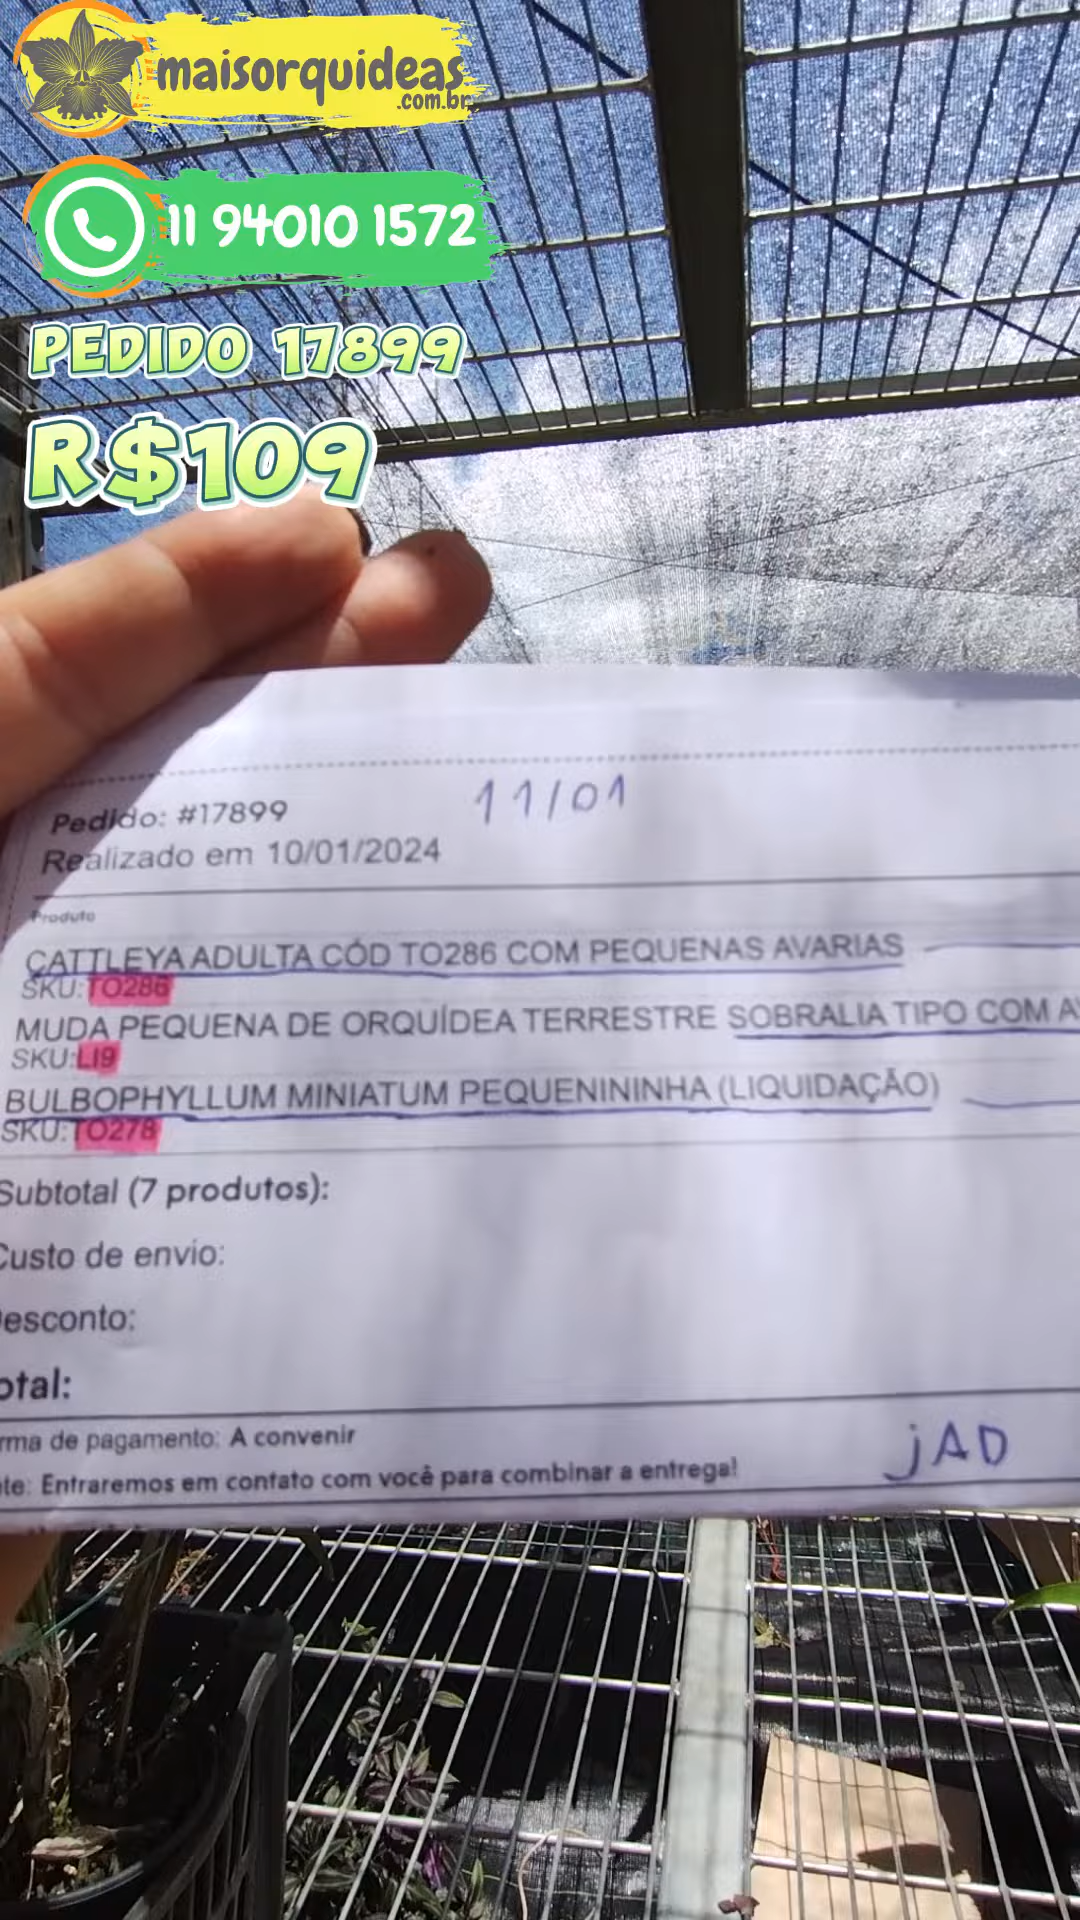 maisorquideas
.com.br
11 94010 1572
PEDIDO 17899
R$109
11/01
Pedido: #17899
Realizado em 10/01/2024
Produto
CATTLEYA ADULTA CÓD TO286 COM PEQUENAS AVARIAS
SKU:TO286
MUDA PEQUENA DE ORQUÍDEA TERRESTRE SOBRALIA TIPO COM A
SKU:LI9
BULBOPHYLLUM MINIATUM PEQUENININHA (LIQUIDAÇÃO)
SKU:TO278
Subtotal (7 produtos):
Custo de envio:
esconto:
otal:
rma de pagamento: A convenir
te: Entraremos em contato com você para combinar a entrega!
jAD